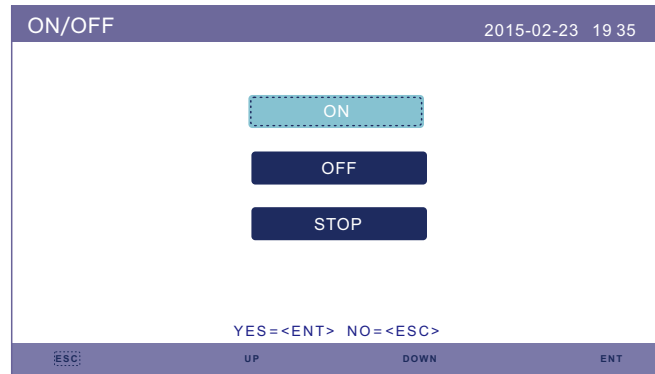 ON/OFF 2015-02-23 19 35
ON
OFF
STOP
YES=<ENT> NO=<ESC>
ESC UP DOWN ENT